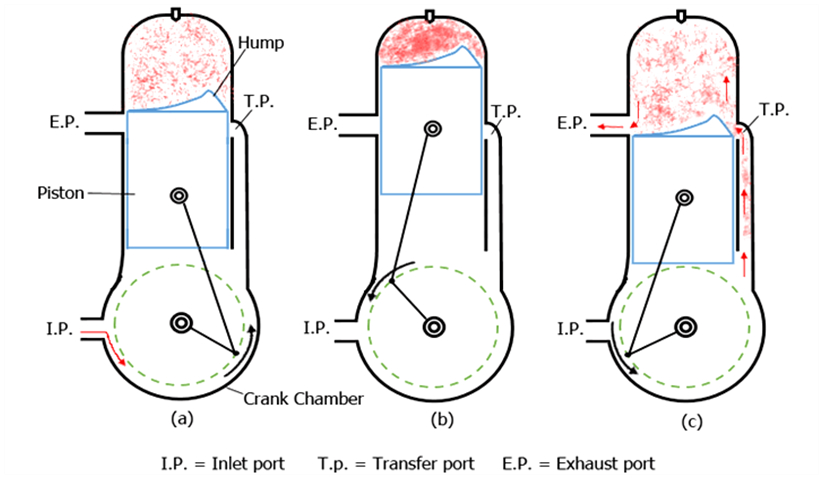 Hump
T.P.
E.P.
Piston
I.P.
Crank Chamber
(a)
E.P.
T.P.
I.P.
(b)
E.P.
T.P.
I.P.
(c)
I.P. = Inlet port T.p. = Transfer port E.P. = Exhaust port